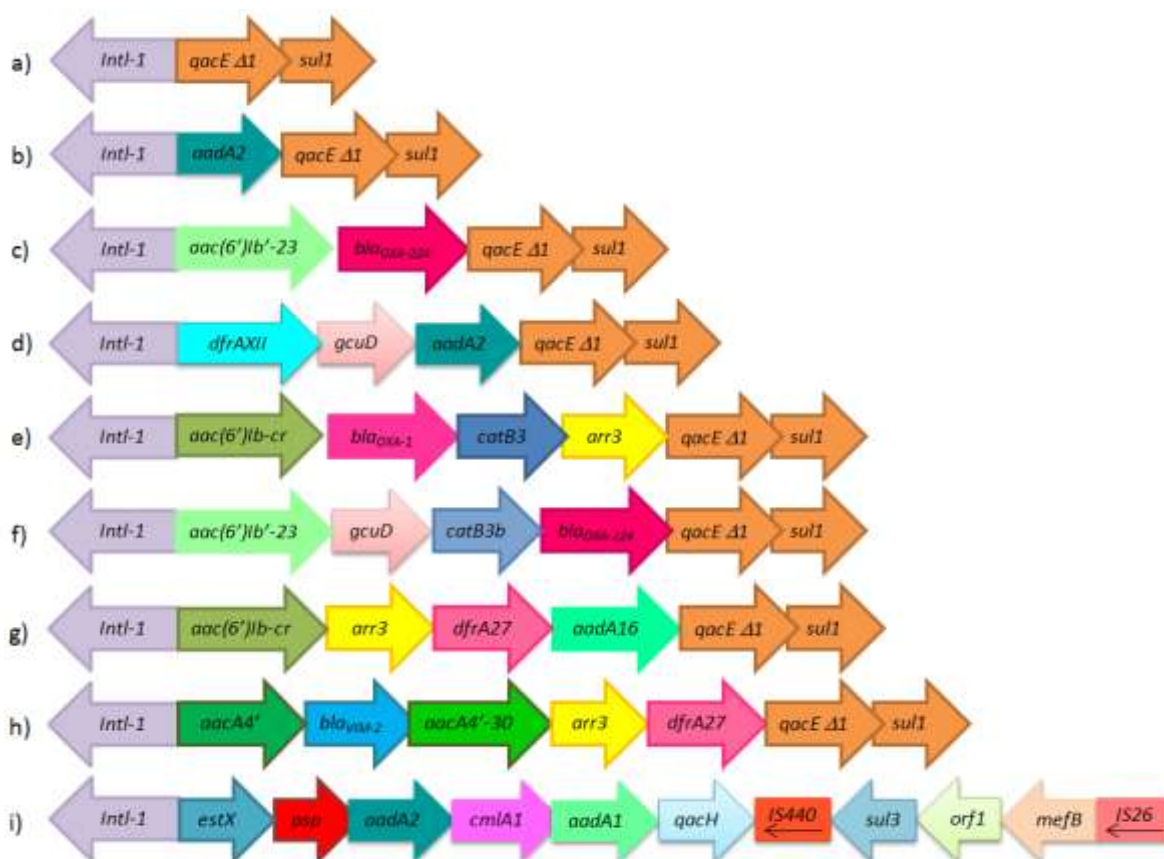 a) IntI-1 qacE Δ1 sul1
b) IntI-1 aadA2 qacE Δ1 sul1
c) IntI-1 aac(6')Ib'-23 bla qacE Δ1 sul1
d) IntI-1 dfrAXII gcuD aadA2 qacE Δ1 sul1
e) IntI-1 aac(6')Ib-cr blaOXA-1 catB3 arr3 qacE Δ1 sul1
f) IntI-1 aac(6')Ib'-23 gcuD catB3b bla qacE Δ1 sul1
g) IntI-1 aac(6')Ib-cr arr3 dfrA27 aadA16 qacE Δ1 sul1
h) IntI-1 aacA4' blaVIM-2 aacA4'-30 arr3 dfrA27 qacE Δ1 sul1
i) IntI-1 estX psp aadA2 cmlA1 aadA1 qacH IS440 sul3 orf1 mefB IS26